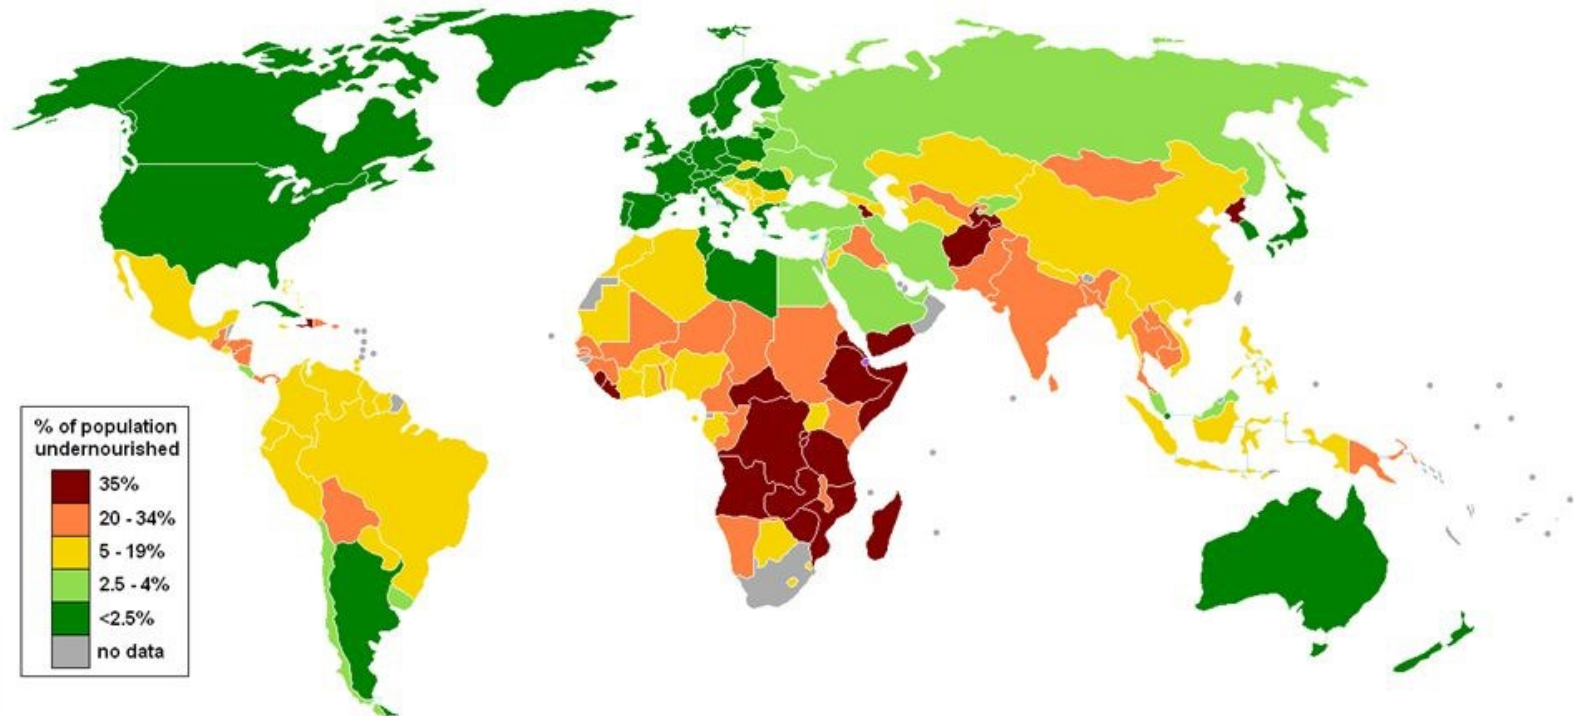 % of population
undernourished
35%
20 - 34%
5 - 19%
2.5 - 4%
<2.5%
no data